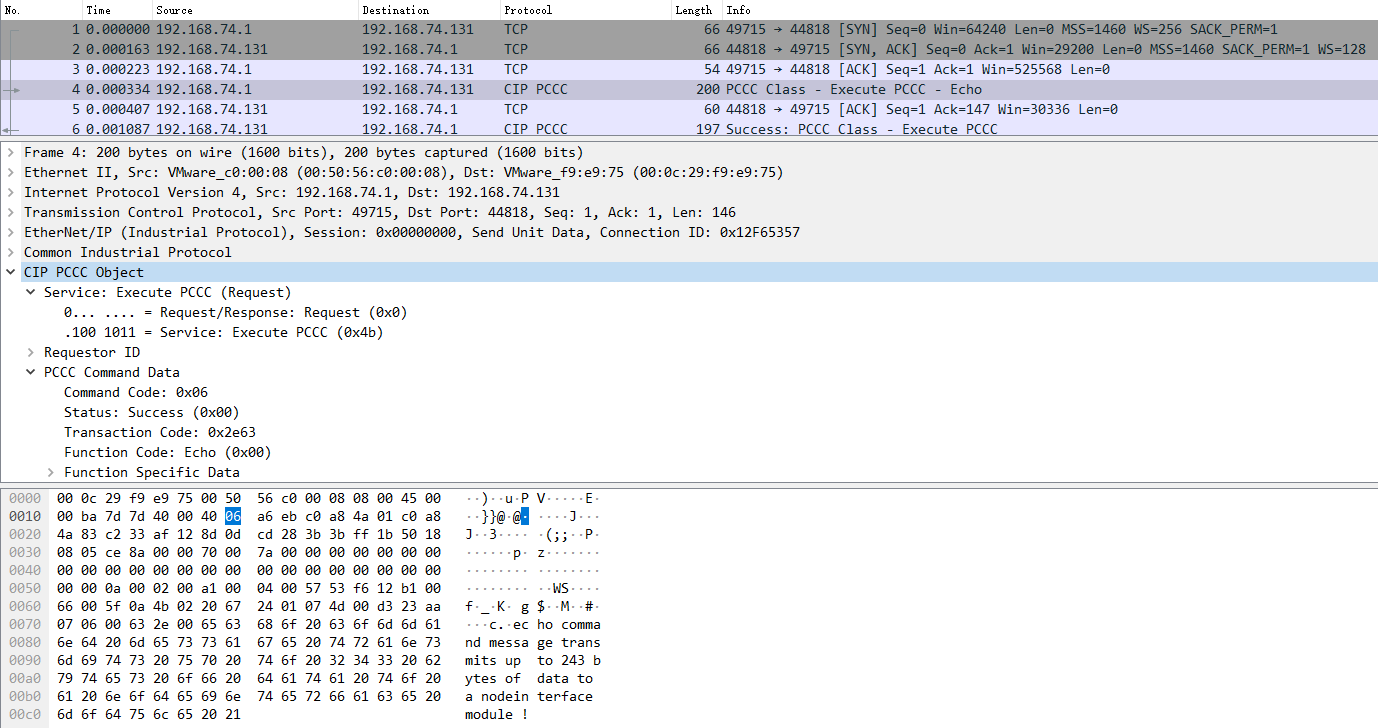 No. Time Source Destination Protocol Length Info
1 0.000000 192.168.74.1 192.168.74.131 TCP 66 49715 → 44818 [SYN] Seq=0 Win=64240 Len=0 MSS=1460 WS=256 SACK_PERM=1
2 0.000163 192.168.74.131 192.168.74.1 TCP 66 44818 → 49715 [SYN, ACK] Seq=0 Ack=1 Win=29200 Len=0 MSS=1460 SACK_PERM=1 WS=128
3 0.000223 192.168.74.1 192.168.74.131 TCP 54 49715 → 44818 [ACK] Seq=1 Ack=1 Win=525568 Len=0
4 0.000334 192.168.74.1 192.168.74.131 CIP PCCC 200 PCCC Class - Execute PCCC - Echo
5 0.000407 192.168.74.131 192.168.74.1 TCP 60 44818 → 49715 [ACK] Seq=1 Ack=147 Win=30336 Len=0
6 0.001087 192.168.74.131 192.168.74.1 CIP PCCC 197 Success: PCCC Class - Execute PCCC
Frame 4: 200 bytes on wire (1600 bits), 200 bytes captured (1600 bits)
Ethernet II, Src: VMware_c0:00:08 (00:50:56:c0:00:08), Dst: VMware_f9:e9:75 (00:0c:29:f9:e9:75)
Internet Protocol Version 4, Src: 192.168.74.1, Dst: 192.168.74.131
Transmission Control Protocol, Src Port: 49715, Dst Port: 44818, Seq: 1, Ack: 1, Len: 146
EtherNet/IP (Industrial Protocol), Session: 0x00000000, Send Unit Data, Connection ID: 0x12F65357
Common Industrial Protocol
CIP PCCC Object
Service: Execute PCCC (Request)
0... .... = Request/Response: Request (0x0)
.100 1011 = Service: Execute PCCC (0x4b)
Requestor ID
PCCC Command Data
Command Code: 0x06
Status: Success (0x00)
Transaction Code: 0x2e63
Function Code: Echo (0x00)
Function Specific Data
0000 00 0c 29 f9 e9 75 00 50 56 c0 00 08 08 00 45 00 ··)··u·P V·····E·
0010 00 ba 7d 7d 40 00 40 06 a6 eb c0 a8 4a 01 c0 a8 ··}}@·@· ····J···
0020 4a 83 c2 33 af 12 8d 0d cd 28 3b 3b ff 1b 50 18 J··3···· ·(;;··P·
0030 08 05 ce 8a 00 00 70 00 7a 00 00 00 00 00 00 00 ······p· z·······
0040 00 00 00 00 00 00 00 00 00 00 00 00 00 00 00 00 ········ ········
0050 00 00 0a 00 02 00 a1 00 04 00 57 53 f6 12 b1 00 ········ ··WS····
0060 66 00 5f 0a 4b 02 20 67 24 01 07 4d 00 d3 23 aa f·_·K· g $··M··#·
0070 07 06 00 63 2e 00 65 63 68 6f 20 63 6f 6d 6d 61 ···c.·ec ho comma
0080 6e 64 20 6d 65 73 73 61 67 65 20 74 72 61 6e 73 nd messa ge trans
0090 6d 69 74 73 20 75 70 20 74 6f 20 32 34 33 20 62 mits up to 243 b
00a0 79 74 65 73 20 6f 66 20 64 61 74 61 20 74 6f 20 ytes of data to
00b0 61 20 6e 6f 64 65 69 6e 74 65 72 66 61 63 65 20 a nodein terface
00c0 6d 6f 64 75 6c 65 20 21 module !